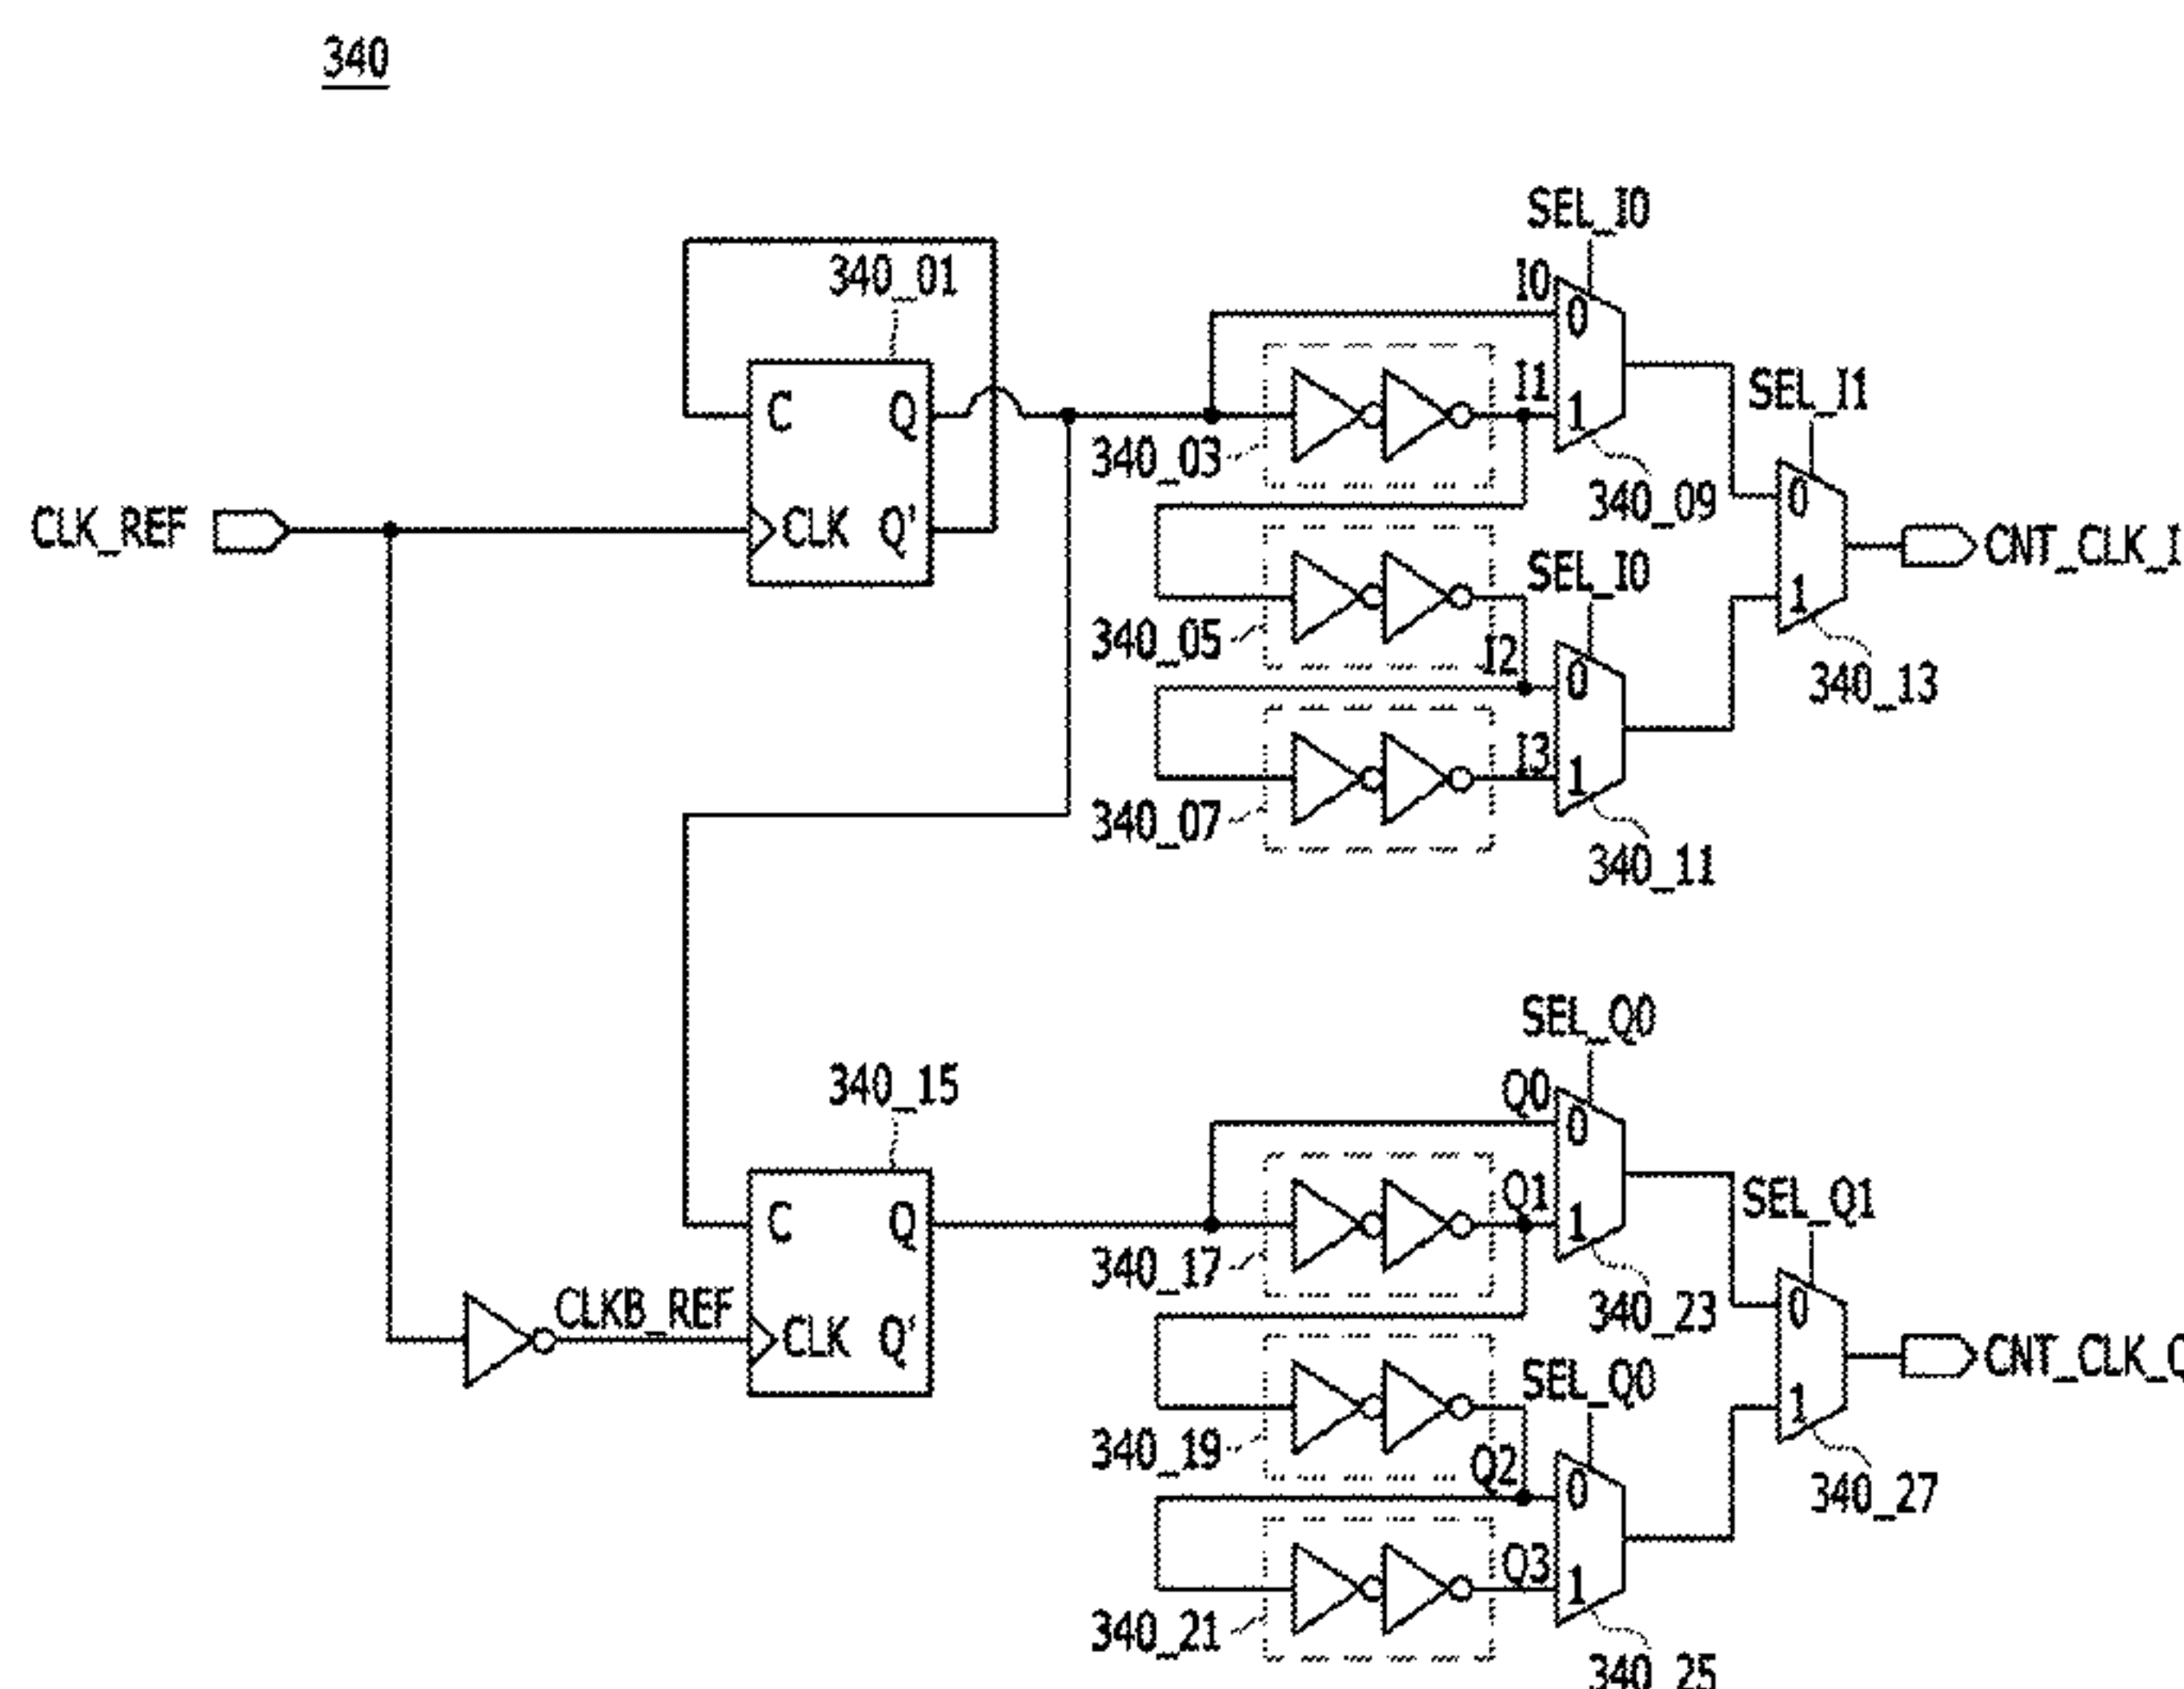 340
SEL_I0
340_01
I0
0
SEL_I1
C
Q
I1
1
340_03
340_09
0
CLK_REF
CLK
Q'
CNT_CLK_I
SEL_I0
1
340_05
I2
0
340_13
I3
1
340_07
340_11
SEL_Q0
340_15
Q0
0
SEL_Q1
C
Q
Q1
1
340_17
340_23
0
CLKB_REF
CLK
Q'
CNT_CLK_Q
SEL_Q0
1
340_19
Q2
0
340_27
Q3
1
340_21
340_25